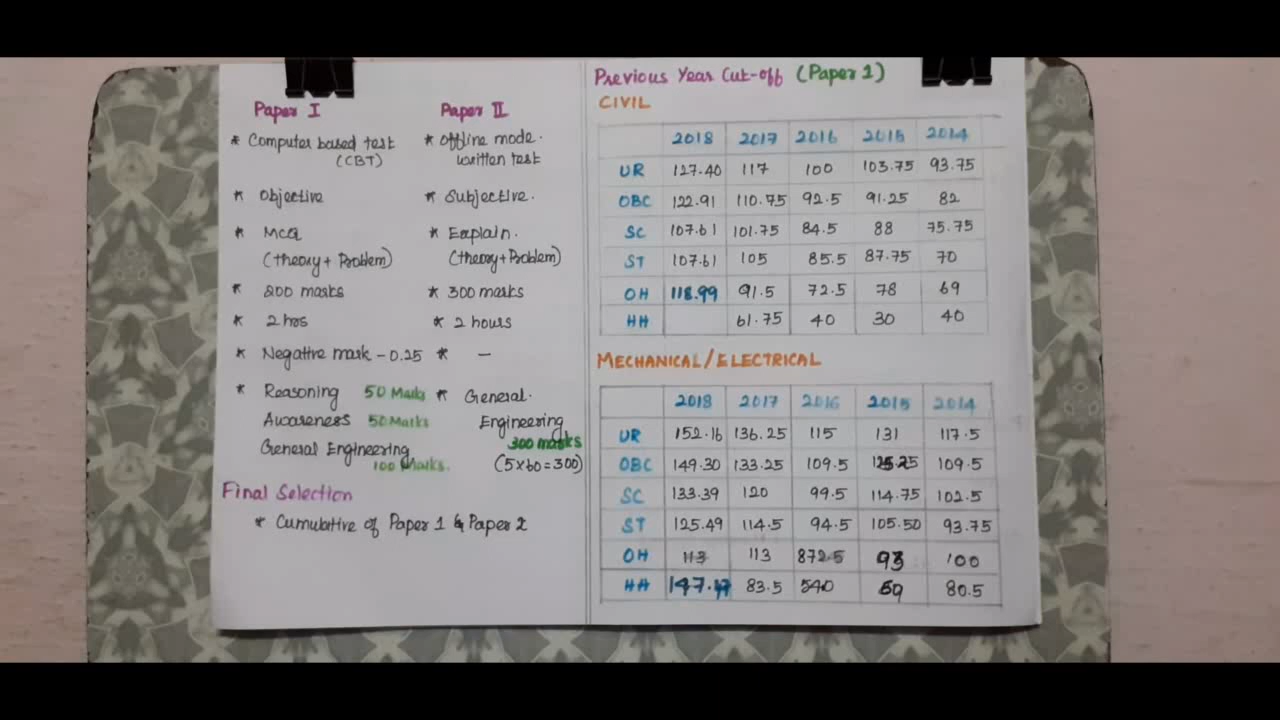 Paper I
Paper II
* Computer based test
(CBT)
* Offline mode.
written test
* Objective
* Subjective.
* MCQ
(theory + Problem)
* Explain.
(theory + Problem)
* 200 marks
* 300 marks
* 2 hrs
* 2 hours
* Negative mark - 0.25
* —
* Reasoning 50 Marks
Awareness 50 Marks
General Engineering
100 Marks.
* General.
Engineering
300 marks
(5x60=300)
Final Selection
* Cumulative of Paper 1 & Paper 2
Previous Year Cut-off (Paper 1)
CIVIL
2018 2017 2016 2015 2014
UR 127.40 117 100 103.75 93.75
OBC 122.91 110.75 92.5 91.25 82
SC 107.61 101.75 84.5 88 75.75
ST 107.61 105 85.5 87.75 70
OH 118.99 91.5 72.5 78 69
HH 61.75 40 30 40
MECHANICAL/ELECTRICAL
2018 2017 2016 2015 2014
UR 152.16 136.25 115 131 117.5
OBC 149.30 133.25 109.5 109.5
SC 133.39 120 99.5 114.75 102.5
ST 125.49 114.5 94.5 105.50 93.75
OH 113 113 93 100
HH 83.5 80.5